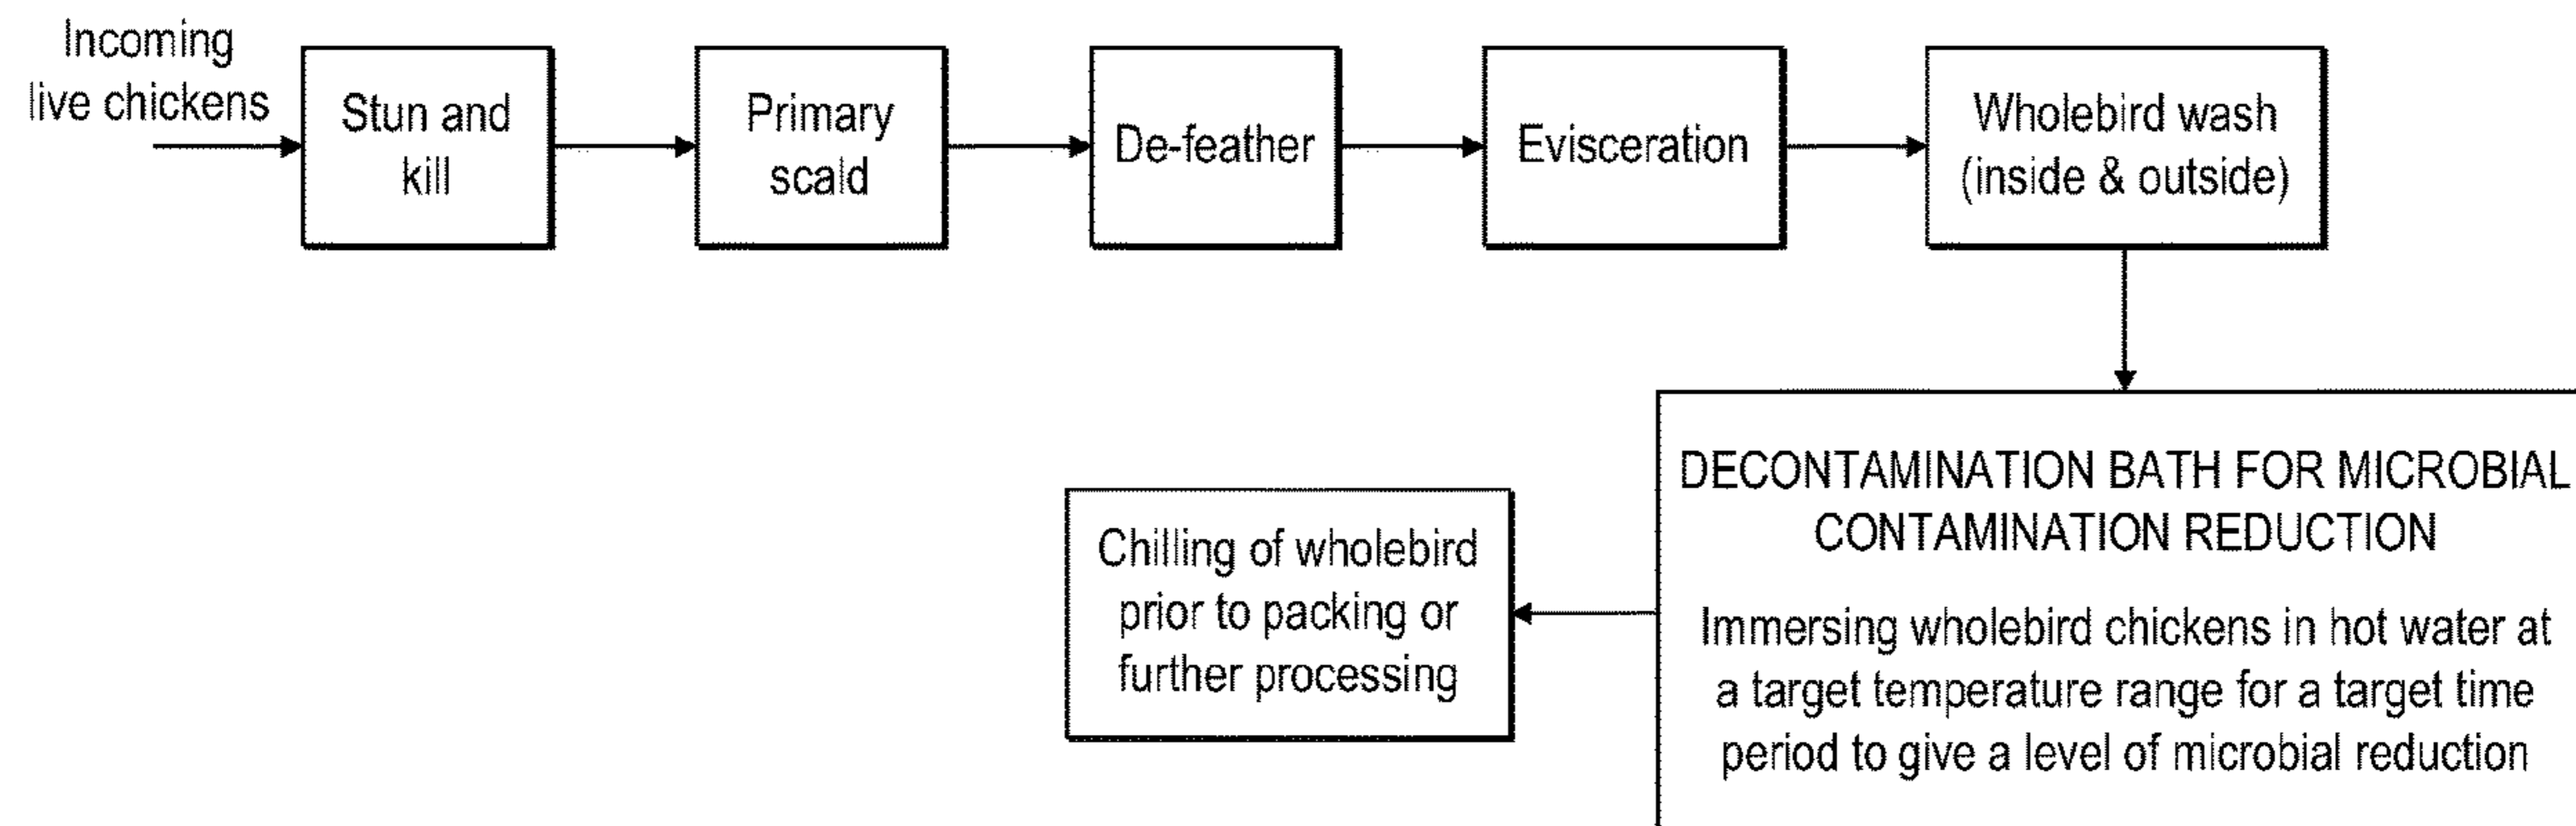 Incoming
live chickens
Stun and
kill
Primary
scald
De-feather
Evisceration
Wholebird wash
(inside & outside)
DECONTAMINATION BATH FOR MICROBIAL
CONTAMINATION REDUCTION
Immersing wholebird chickens in hot water at
a target temperature range for a target time
period to give a level of microbial reduction
Chilling of wholebird
prior to packing or
further processing